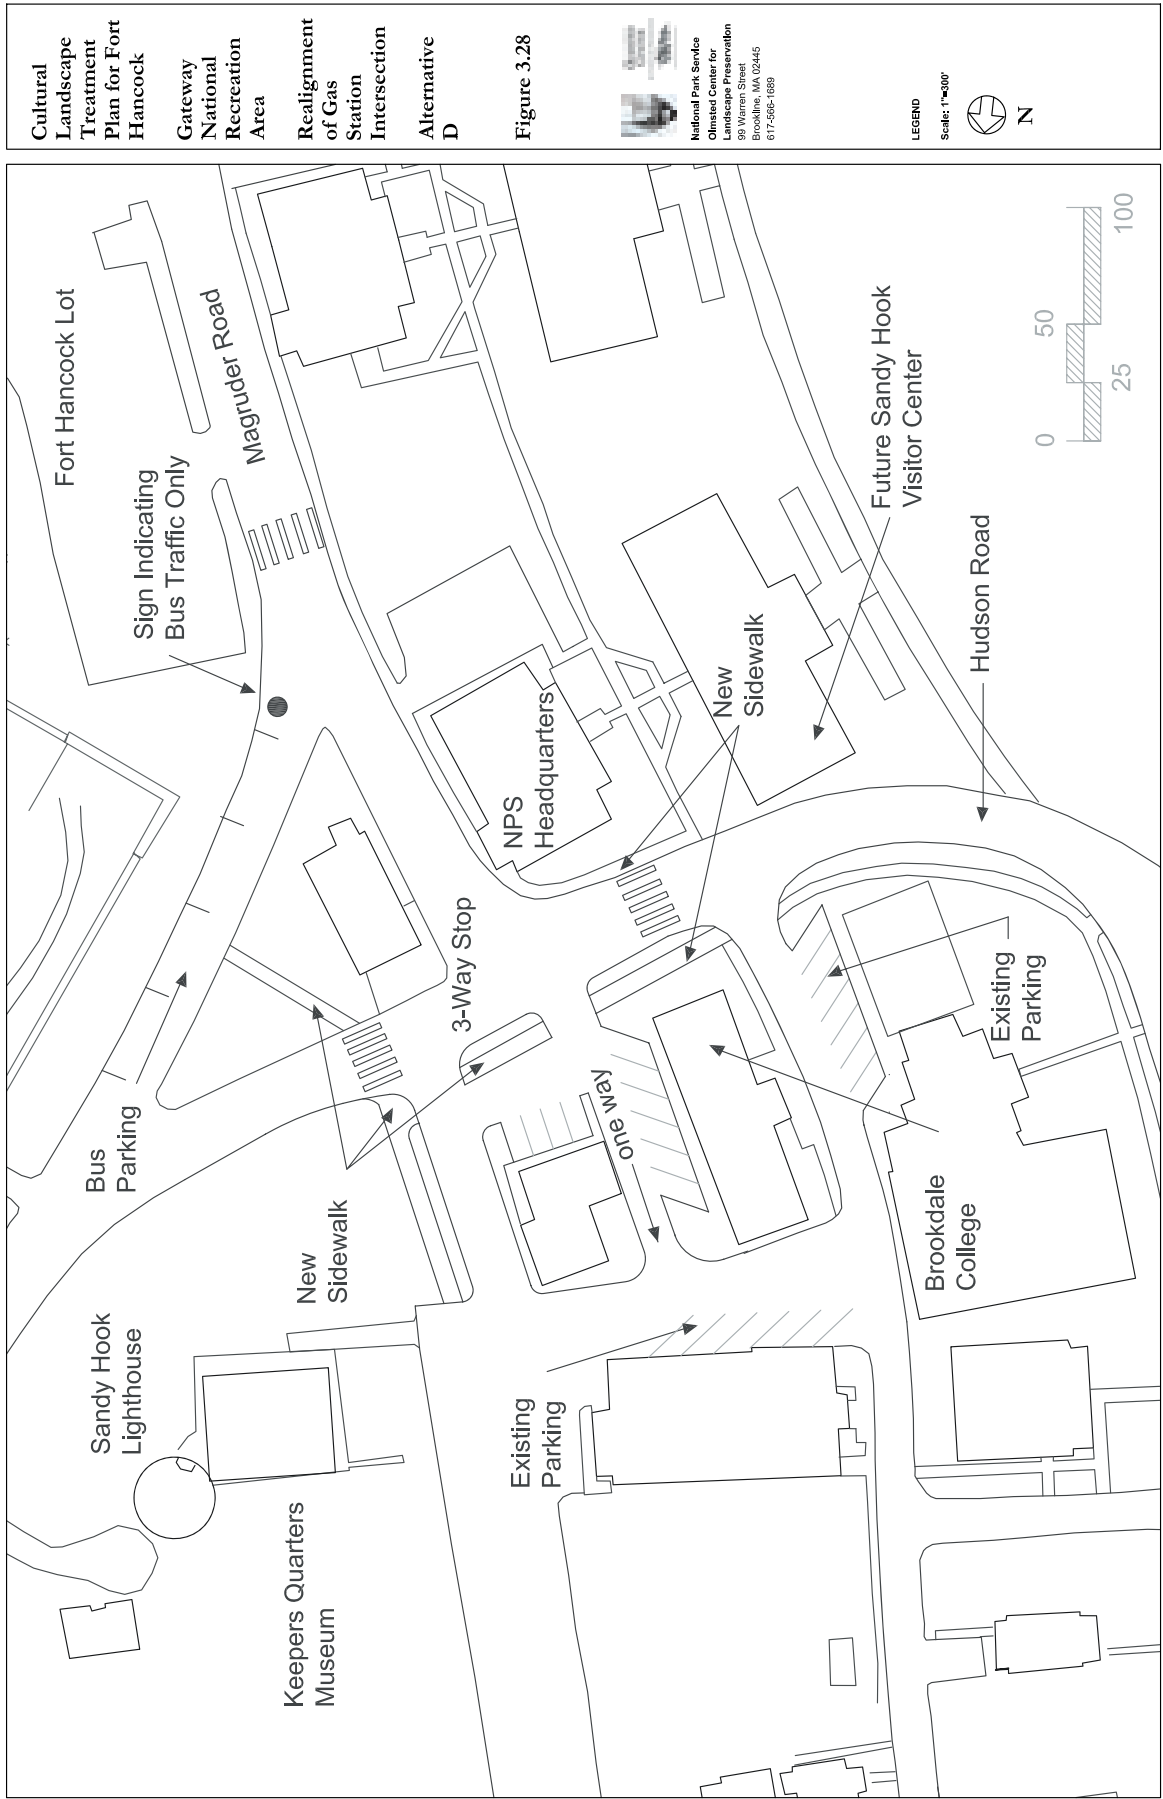 Cultural
Landscape
Treatment
Plan for Fort
Hancock
Gateway
National
Recreation
Area
Realignment
of Gas
Station
Intersection
Alternative
D
Figure 3.28
National Park Service
Olmsted Center for
Landscape Preservation
99 Warren Street
Brookline, MA 02445
617-566-1689
LEGEND
Scale: 1"=300'
N
Fort Hancock Lot
Magruder Road
Sign Indicating
Bus Traffic Only
Bus
Parking
Sandy Hook
Lighthouse
Keepers Quarters
Museum
New
Sidewalk
3-Way Stop
NPS
Headquarters
New
Sidewalk
one way
Existing
Parking
Future Sandy Hook
Visitor Center
Hudson Road
Existing
Parking
Brookdale
College
0
25
50
100